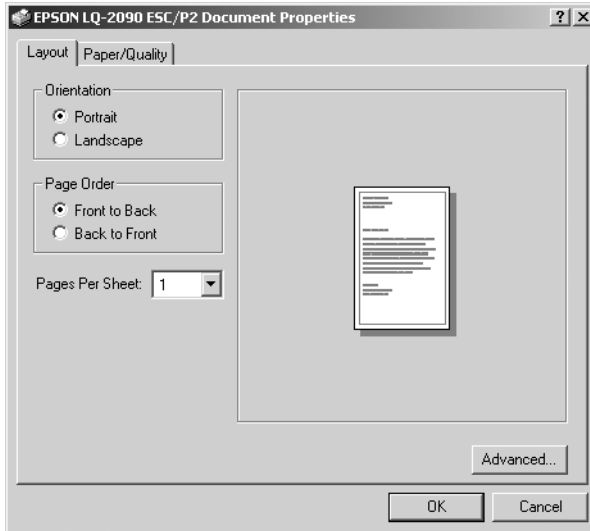 EPSON LQ-2090 ESC/P2 Document Properties
Layout Paper/Quality
Orientation
Portrait
Landscape
Page Order
Front to Back
Back to Front
Pages Per Sheet: 1
Advanced...
OK Cancel